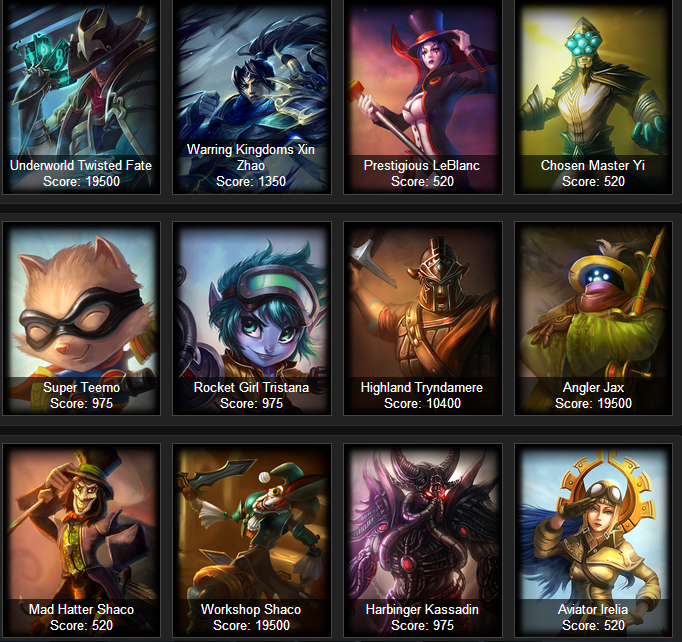 Underworld Twisted Fate
Score: 19500
Warring Kingdoms Xin
Zhao
Score: 1350
Prestigious LeBlanc
Score: 520
Chosen Master Yi
Score: 520
Super Teemo
Score: 975
Rocket Girl Tristana
Score: 975
Highland Tryndamere
Score: 10400
Angler Jax
Score: 19500
Mad Hatter Shaco
Score: 520
Workshop Shaco
Score: 19500
Harbinger Kassadin
Score: 975
Aviator Irelia
Score: 520